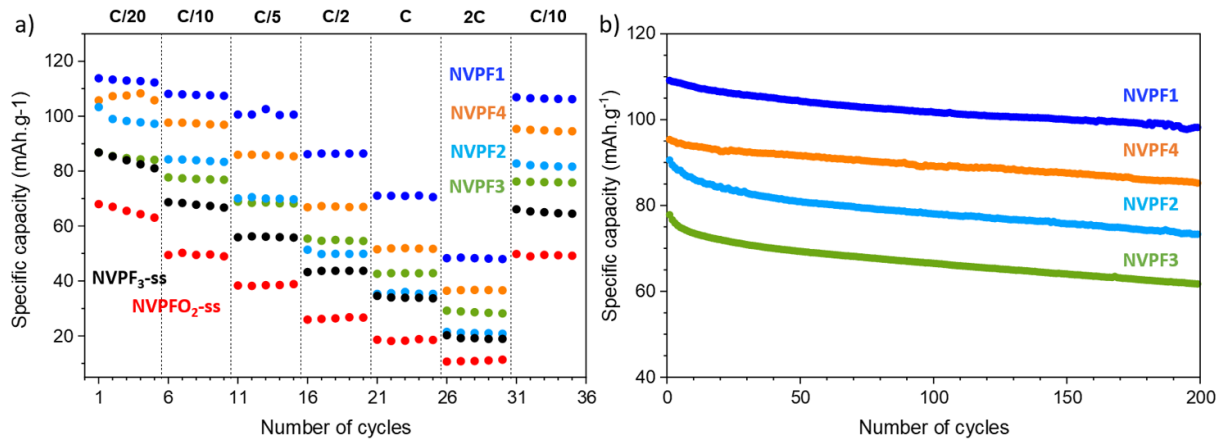 a)
C/20 C/10 C/5 C/2 C 2C C/10
Specific capacity (mAh.g-1)
120
100
80
60
40
20
NVPF1
NVPF4
NVPF2
NVPF3
NVPF₃-ss
NVPFO₂-ss
1 6 11 16 21 26 31 36
Number of cycles
b)
Specific capacity (mAh.g⁻¹)
120
100
80
60
40
NVPF1
NVPF4
NVPF2
NVPF3
0 50 100 150 200
Number of cycles